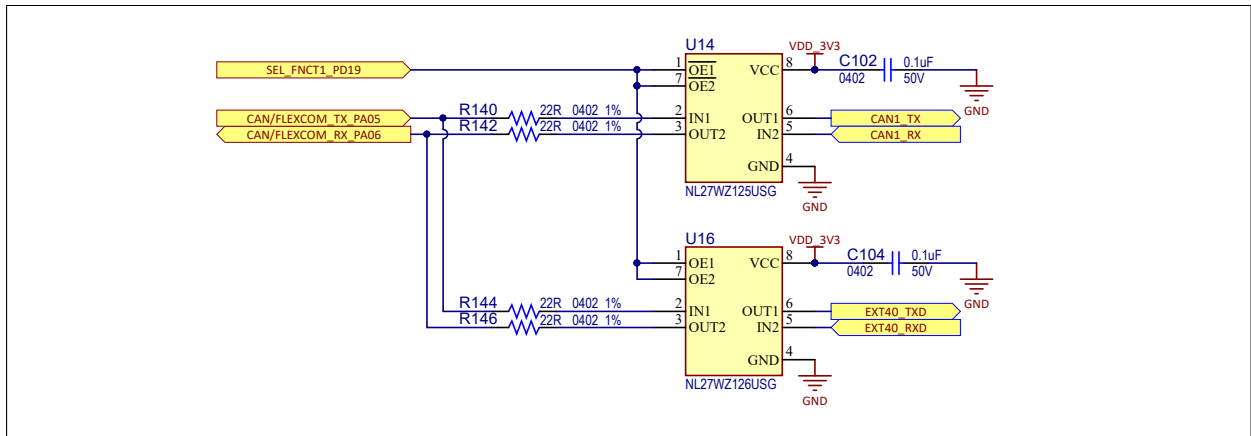 U14
VDD_3V3
SEL_FNCT1_PD19
1 OE1 VCC 8
C102 0.1uF
0402 50V
7 OE2
GND
CAN/FLEXCOM_TX_PA05
R140 22R 0402 1%
2 IN1 OUT1 6
CAN1_TX
CAN/FLEXCOM_RX_PA06
R142 22R 0402 1%
3 OUT2 IN2 5
CAN1_RX
GND 4
NL27WZ125USG
GND
U16
VDD_3V3
1 OE1 VCC 8
C104 0.1uF
0402 50V
7 OE2
GND
R144 22R 0402 1%
2 IN1 OUT1 6
EXT40_TXD
R146 22R 0402 1%
3 OUT2 IN2 5
EXT40_RXD
GND 4
NL27WZ126USG
GND